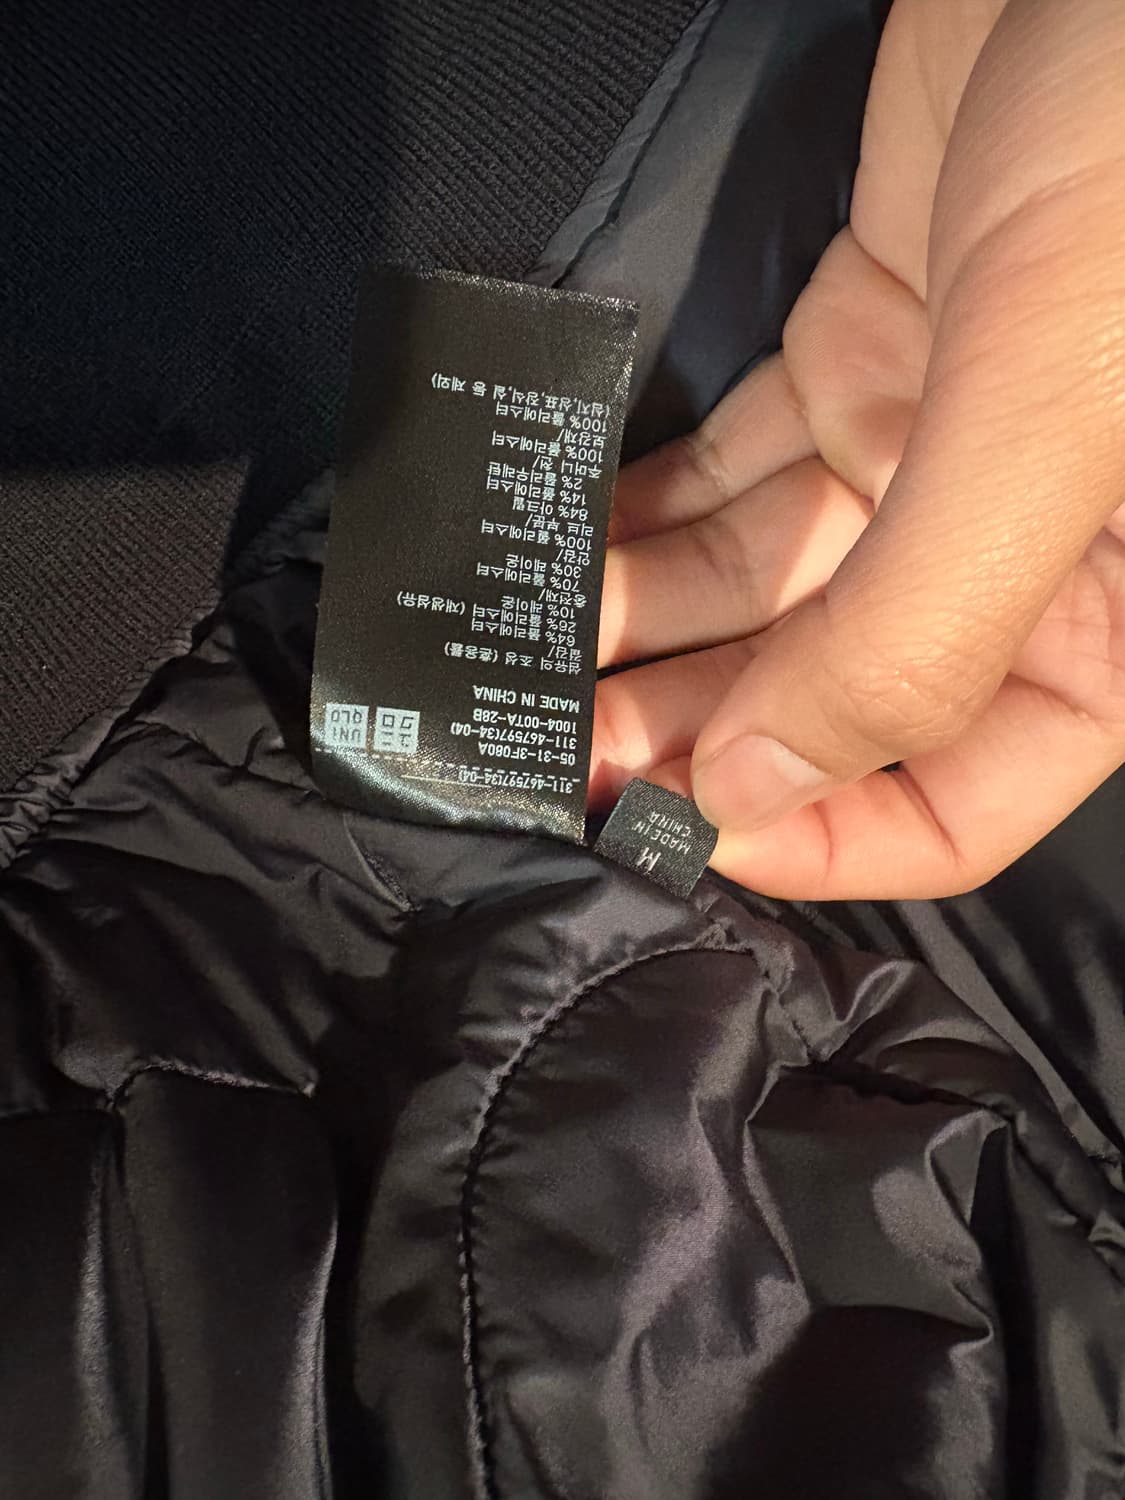 311-467597(34-04)
05-31-3F080A
311-467597(34-04)
1004-00TA-28B
MADE IN CHINA
ユニ
クロ
UNI
QLO
섬유의 조성 (혼용률)
겉감/
64% 폴리에스터
26% 폴리에스터 (재생섬유)
10% 레이온
충전재/
70% 폴리에스터
30% 레이온
안감/
100% 폴리에스터
리브 부분/
84% 아크릴
14% 폴리에스터
2% 폴리우레탄
주머니 천/
100% 폴리에스터
보강재/
100% 폴리에스터
(심지,상표,장식,실 등 제외)
M
MADE IN
CHINA